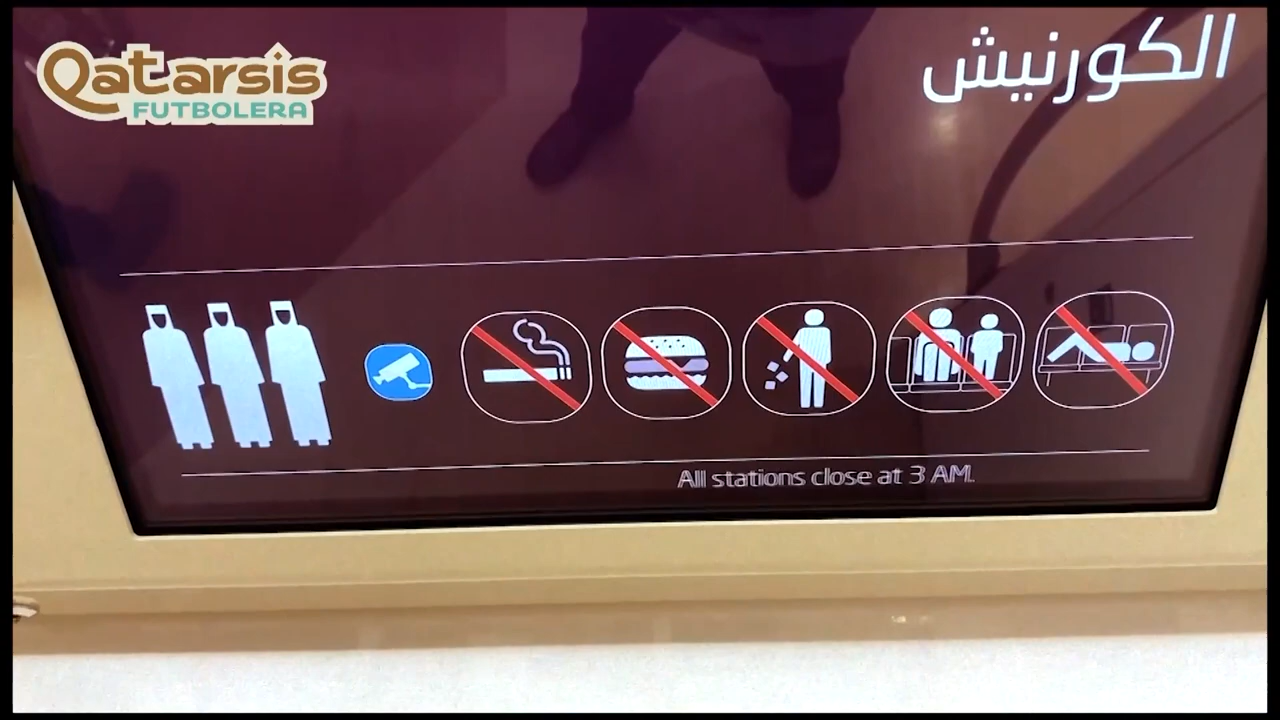 Qatarsis
FUTBOLERA
الكورنيش
All stations close at 3 AM.